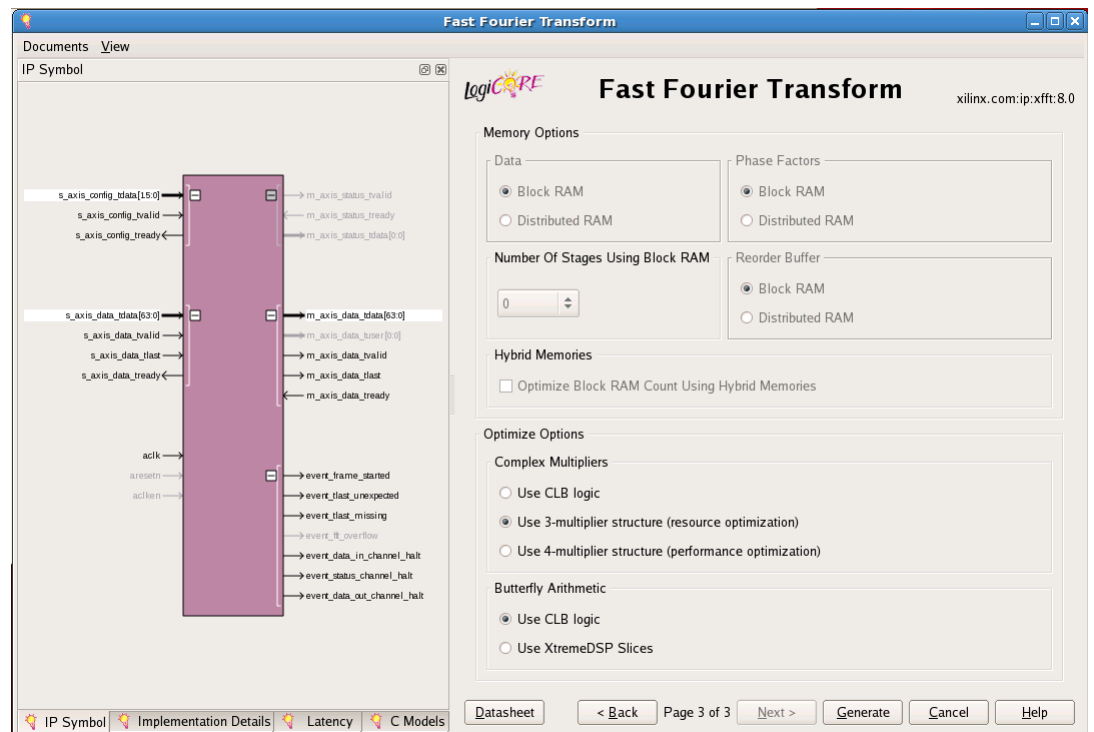 Fast Fourier Transform
Documents View
IP Symbol
s_axis_config_tdata[15:0]
s_axis_config_tvalid
s_axis_config_tready
s_axis_data_tdata[63:0]
s_axis_data_tvalid
s_axis_data_tlast
s_axis_data_tready
aclk
aresetn
aclken
m_axis_status_tvalid
m_axis_status_tready
m_axis_status_tdata[0:0]
m_axis_data_tdata[63:0]
m_axis_data_tuser[0:0]
m_axis_data_tvalid
m_axis_data_tlast
m_axis_data_tready
event_frame_started
event_tlast_unexpected
event_tlast_missing
event_fft_overflow
event_data_in_channel_halt
event_status_channel_halt
event_data_out_channel_halt
IP Symbol Implementation Details Latency C Models
LogiCORE
Fast Fourier Transform
xilinx.com:ip:xfft:8.0
Memory Options
Data
Block RAM
Distributed RAM
Phase Factors
Block RAM
Distributed RAM
Number Of Stages Using Block RAM
0
Reorder Buffer
Block RAM
Distributed RAM
Hybrid Memories
Optimize Block RAM Count Using Hybrid Memories
Optimize Options
Complex Multipliers
Use CLB logic
Use 3-multiplier structure (resource optimization)
Use 4-multiplier structure (performance optimization)
Butterfly Arithmetic
Use CLB logic
Use XtremeDSP Slices
Datasheet < Back Page 3 of 3 Next > Generate Cancel Help